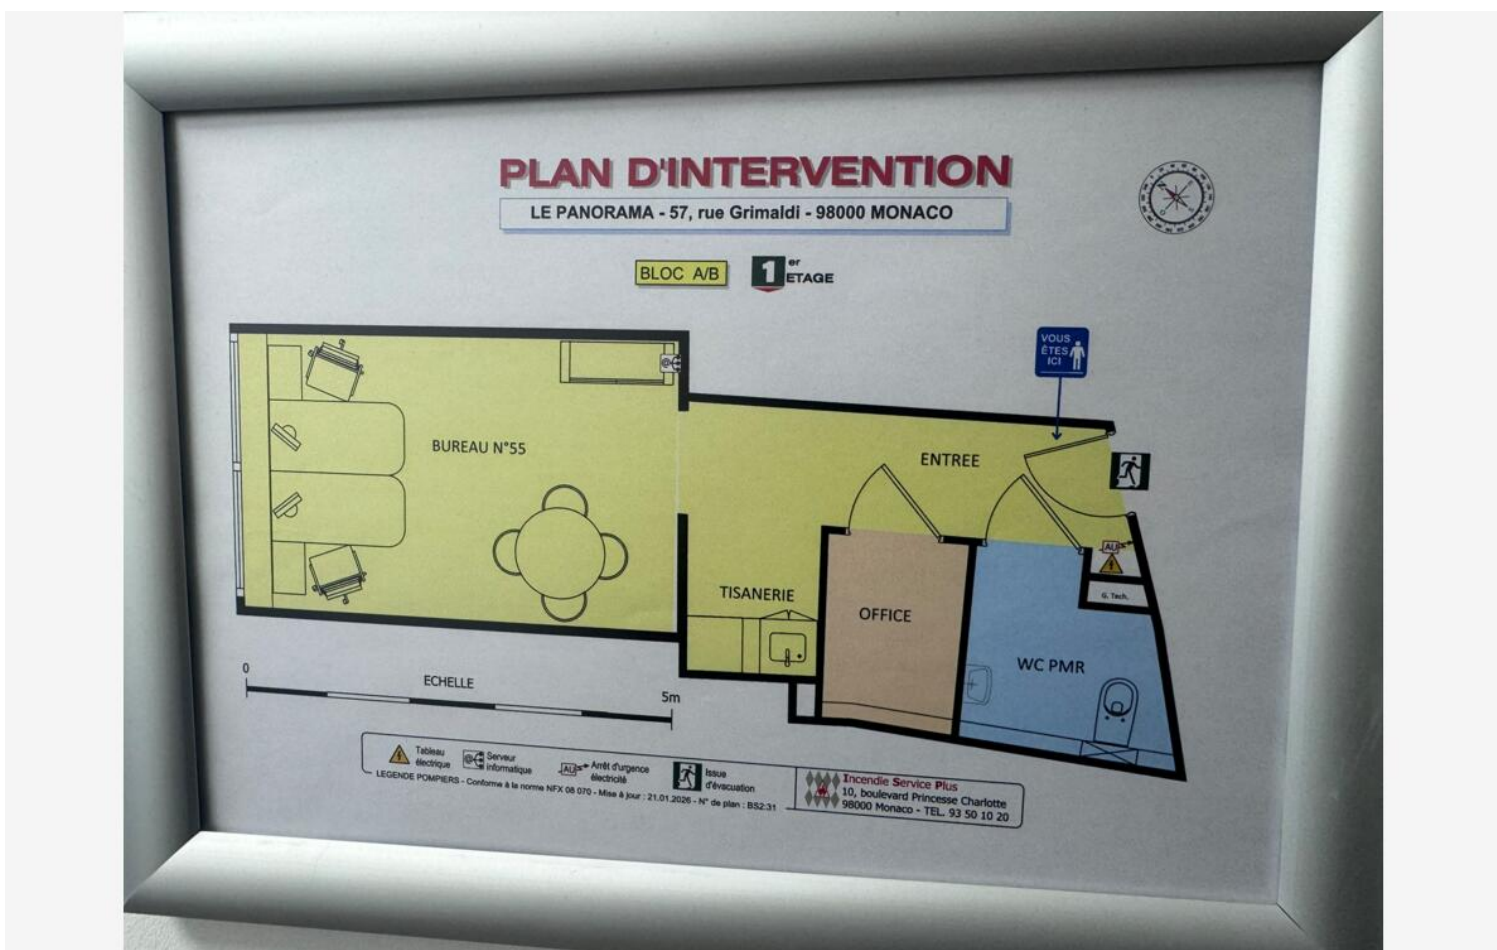 PLAN D'INTERVENTION
LE PANORAMA - 57, rue Grimaldi - 98000 MONACO
BLOC A/B
1er ETAGE
VOUS
ÊTES
ICI
BUREAU N°55
ENTREE
AU
TISANERIE
OFFICE
G. Tech.
WC PMR
0
ECHELLE
5m
Tableau
électrique
Serveur
informatique
AU
Arrêt d'urgence
électricité
Issue
d'évacuation
LEGENDE POMPIERS - Conforme à la norme NFX 08 070 - Mise à jour : 21.01.2026 - N° de plan : BS2:31
Incendie Service Plus
10, boulevard Princesse Charlotte
98000 Monaco - TEL. 93 50 10 20